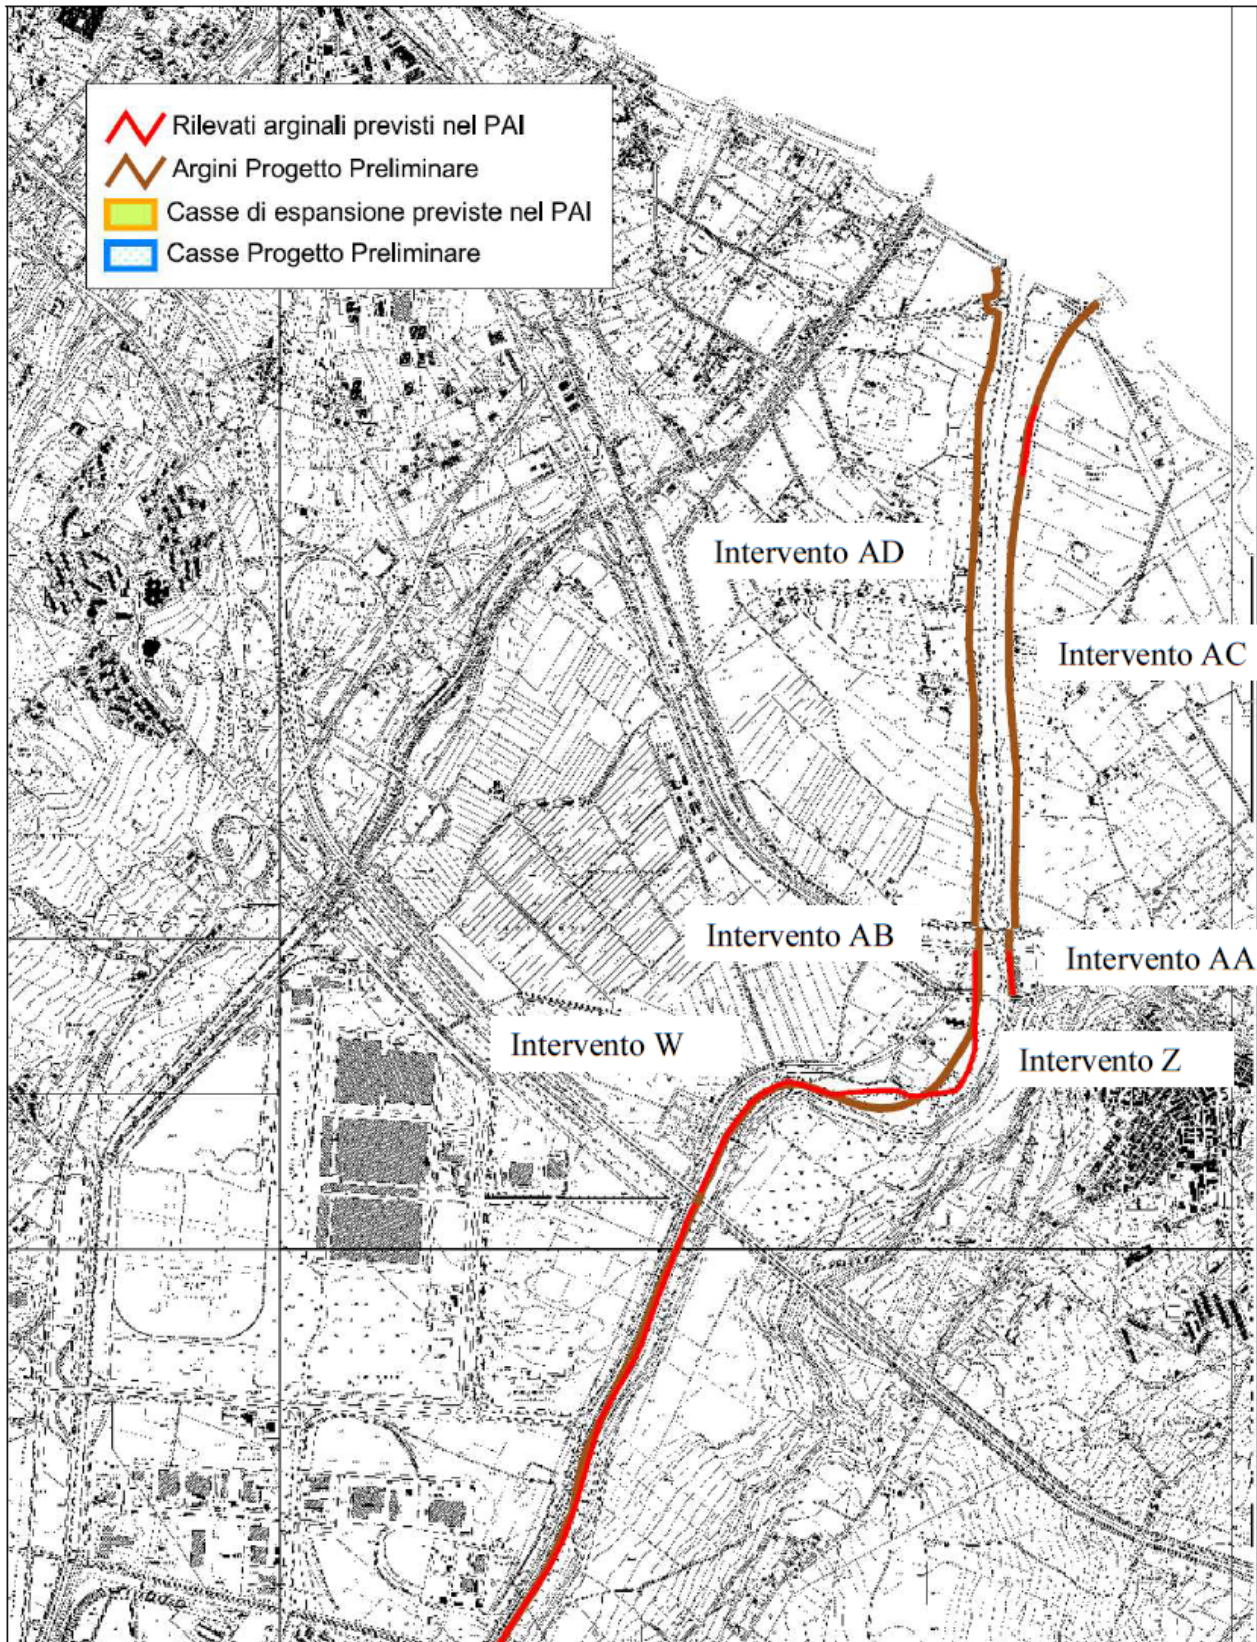 Rilevati arginali previsti nel PAI
Argini Progetto Preliminare
Casse di espansione previste nel PAI
Casse Progetto Preliminare
Intervento AD
Intervento AC
Intervento AB
Intervento AA
Intervento W
Intervento Z